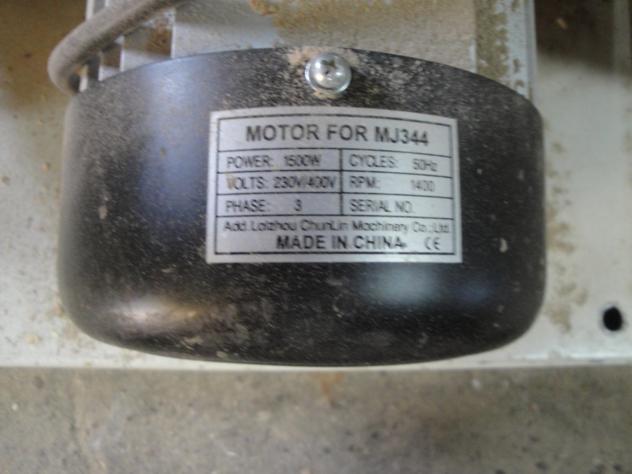 MOTOR FOR MJ344
POWER: 1500W CYCLES: 50Hz
VOLTS: 230V/400V RPM: 1400
PHASE: 3 SERIAL NO.
Add.Loizhou ChunLin Machinery Co.,Ltd.
MADE IN CHINA CE